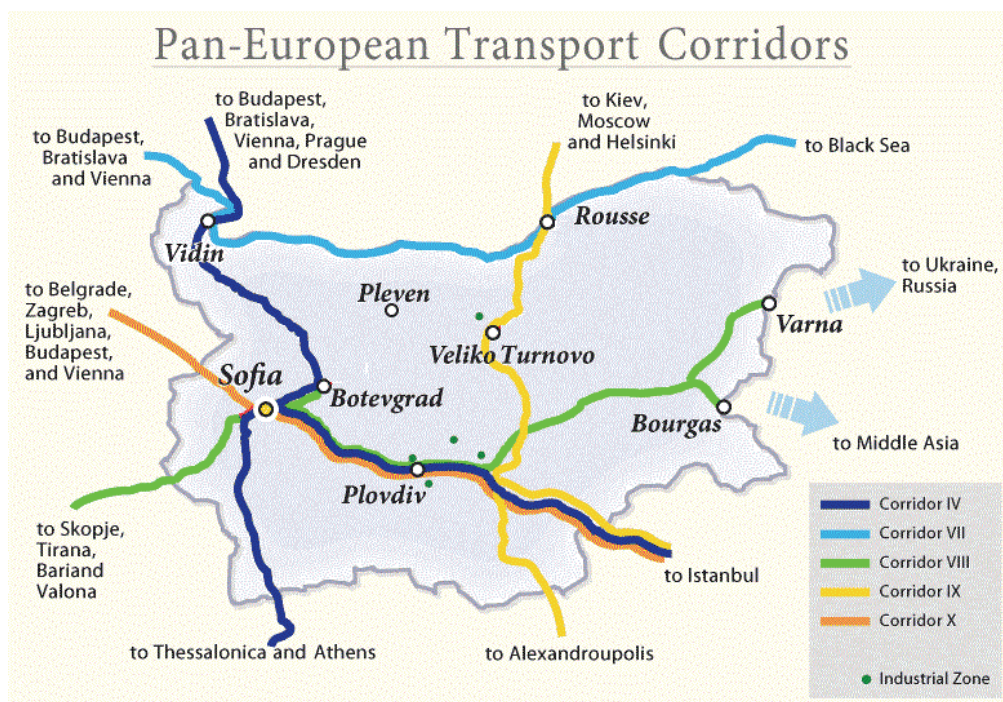 Pan-European Transport Corridors
to Budapest,
Bratislava,
Vienna, Prague
and Dresden
to Kiev,
Moscow
and Helsinki
to Budapest,
Bratislava
and Vienna
to Black Sea
Rousse
Vidin
to Belgrade,
Zagreb,
Ljubljana,
Budapest,
and Vienna
Pleven
to Ukraine,
Russia
Varna
Veliko Turnovo
Sofia
Botevgrad
Bourgas
to Middle Asia
Plovdiv
to Skopje,
Tirana,
Bariand
Valona
to Istanbul
to Thessalonica and Athens
to Alexandroupolis
Corridor IV
Corridor VII
Corridor VIII
Corridor IX
Corridor X
Industrial Zone